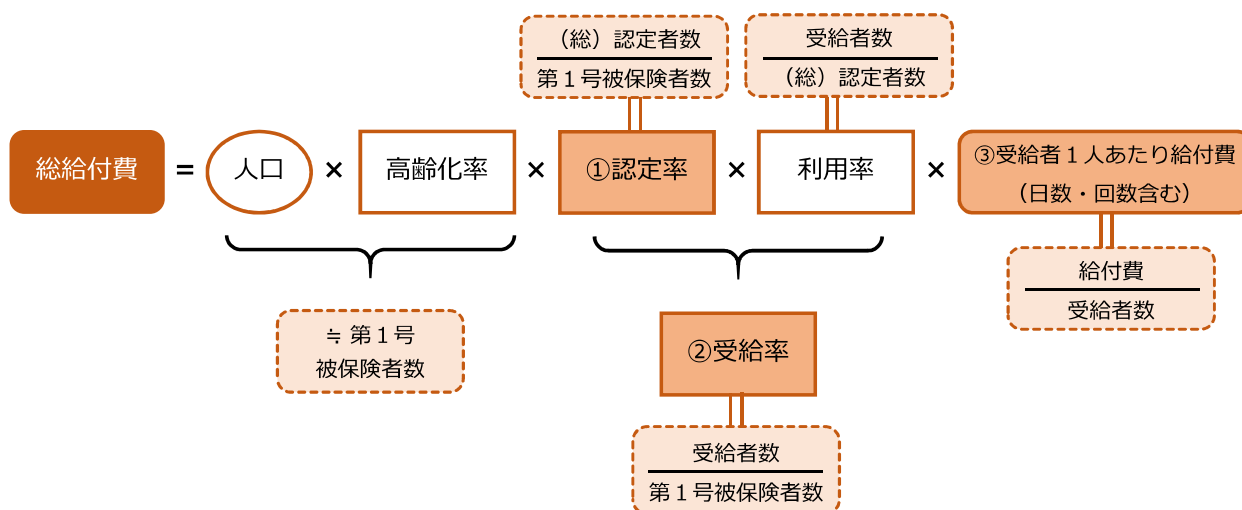 （総）認定者数
第１号被保険者数
受給者数
（総）認定者数
総給付費 = 人口 × 高齢化率 × ①認定率 × 利用率 × ③受給者１人あたり給付費
（日数・回数含む）
給付費
受給者数
≒ 第１号
被保険者数
②受給率
受給者数
第１号被保険者数